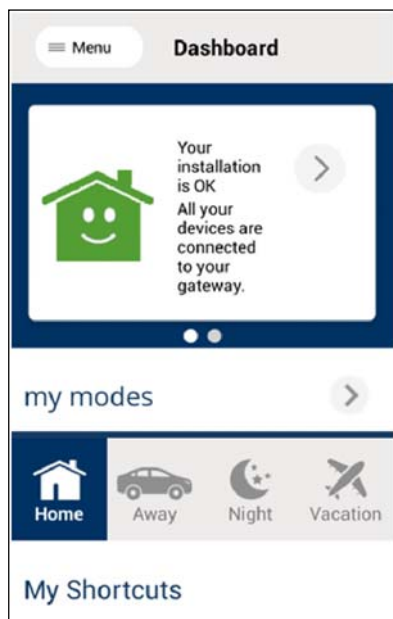 Menu
Dashboard
Your
installation
is OK
All your
devices are
connected
to your
gateway.
my modes
Home
Away
Night
Vacation
My Shortcuts